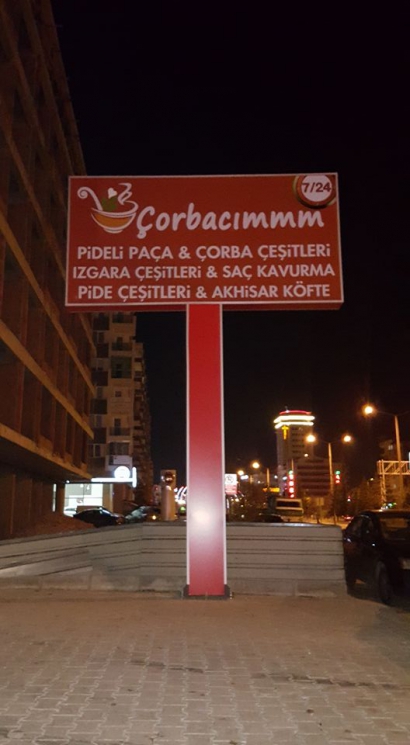 7/24
Çorbacımmm
PiDELi PAÇA & ÇORBA ÇEŞiTLERi
IZGARA ÇEŞiTLERi & SAÇ KAVURMA
PiDE ÇEŞiTLERi & AKHiSAR KÖFTE